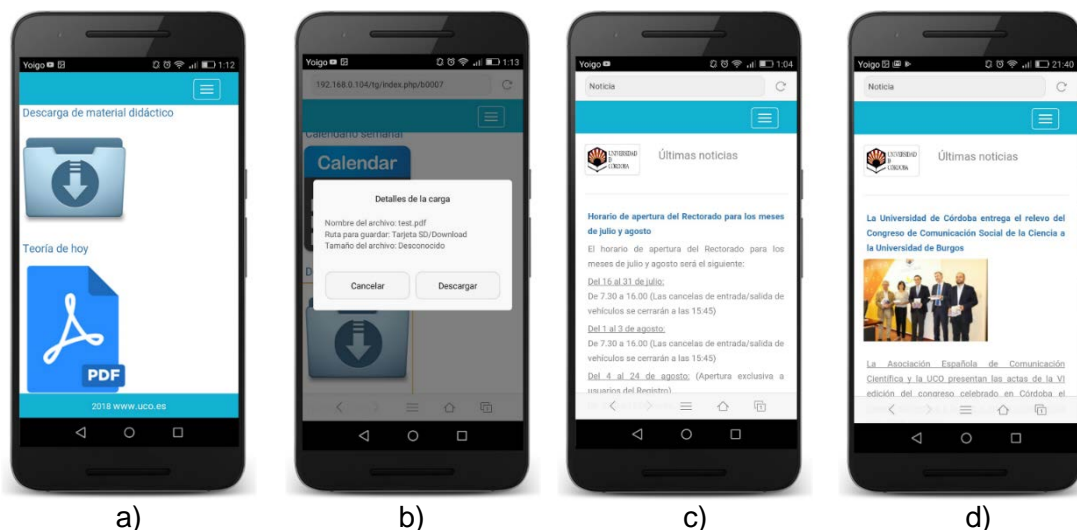 Yoigo 1:12
Descarga de material didáctico
Teoría de hoy
PDF
2018 www.uco.es
a)
Yoigo 1:13
192.168.0.104/tg/index.php/b0007
Calendario semanal
Calendar
Detalles de la carga
Nombre del archivo: test.pdf
Ruta para guardar: Tarjeta SD/Download
Tamaño del archivo: Desconocido
Cancelar Descargar
b)
Yoigo 1:04
Noticia
UNIVERSIDAD
D
CÓRDOBA
Últimas noticias
Horario de apertura del Rectorado para los meses
de julio y agosto
El horario de apertura del Rectorado para los
meses de julio y agosto será el siguiente:
Del 16 al 31 de julio:
De 7.30 a 16.00 (Las cancelas de entrada/salida de
vehículos se cerrarán a las 15:45)
Del 1 al 3 de agosto:
De 7.30 a 16.00 (Las cancelas de entrada/salida de
vehículos se cerrarán a las 15:45)
Del 4 al 24 de agosto: (Apertura exclusiva a
usuarios del Registro)
c)
Yoigo 21:40
Noticia
UNIVERSIDAD
D
CÓRDOBA
Últimas noticias
La Universidad de Córdoba entrega el relevo del
Congreso de Comunicación Social de la Ciencia a
la Universidad de Burgos
La Asociación Española de Comunicación
Científica y la UCO presentan las actas de la VI
edición del congreso celebrado en Córdoba el
d)